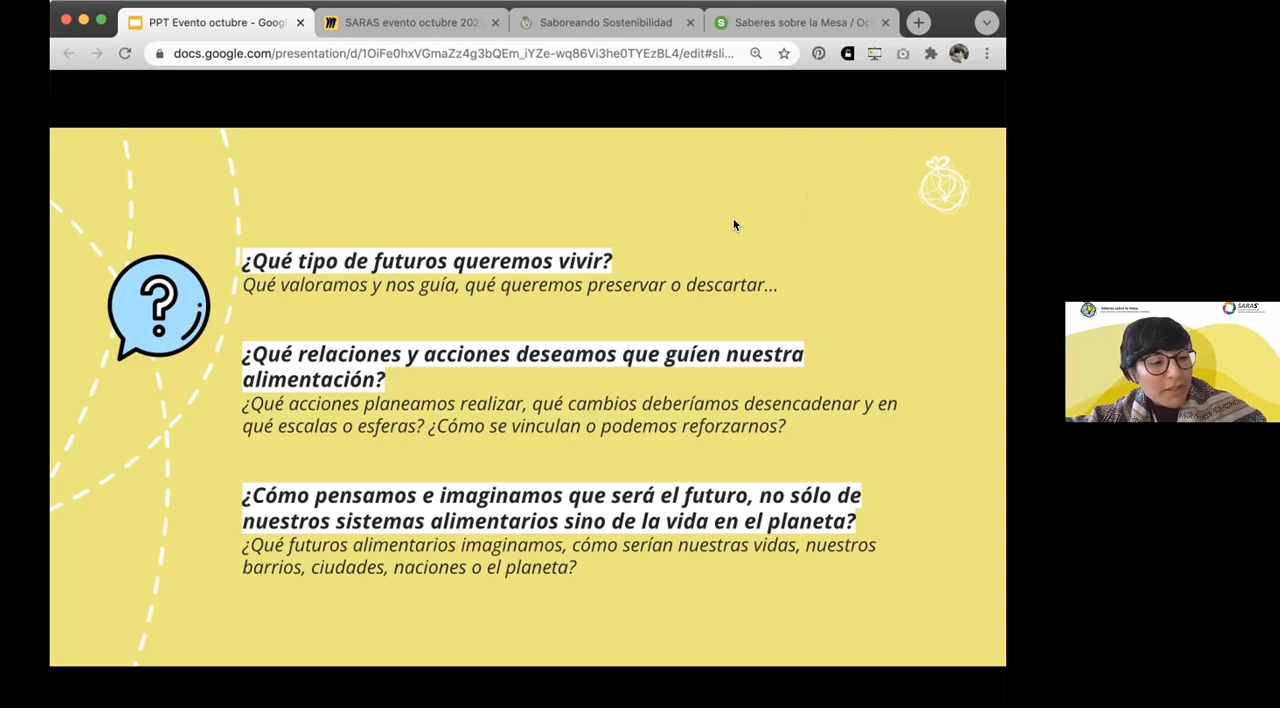 PPT Evento octubre - Googl
SARAS evento octubre 202
Saboreando Sostenibilidad
Saberes sobre la Mesa / Oc
docs.google.com/presentation/d/1OiFe0hxVGmaZz4g3bQEm_iYZe-wq86Vi3he0TYEzBL4/edit#sli...
¿Qué tipo de futuros queremos vivir?
Qué valoramos y nos guía, qué queremos preservar o descartar...
¿Qué relaciones y acciones deseamos que guíen nuestra
alimentación?
¿Qué acciones planeamos realizar, qué cambios deberíamos desencadenar y en
qué escalas o esferas? ¿Cómo se vinculan o podemos reforzarnos?
¿Cómo pensamos e imaginamos que será el futuro, no sólo de
nuestros sistemas alimentarios sino de la vida en el planeta?
¿Qué futuros alimentarios imaginamos, cómo serían nuestras vidas, nuestros
barrios, ciudades, naciones o el planeta?
Saberes sobre la mesa
SARAS